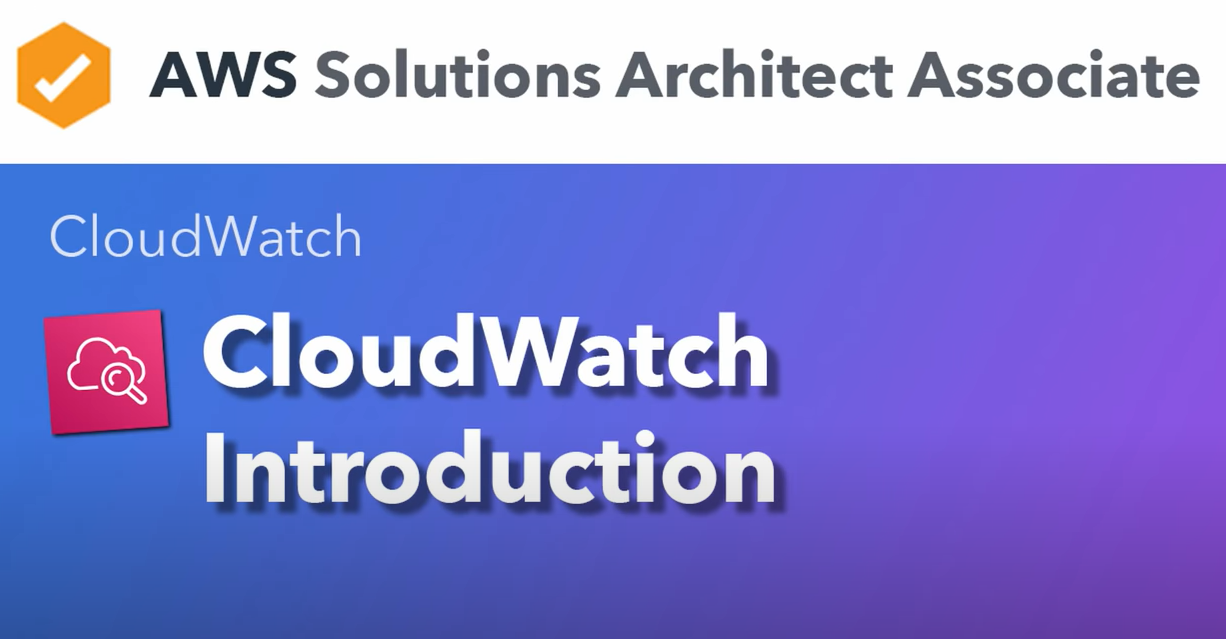 AWS Solutions Architect Associate
CloudWatch
CloudWatch
Introduction